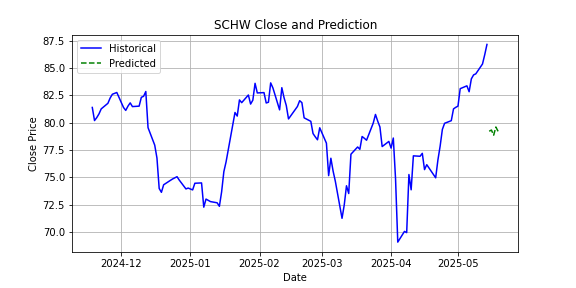 SCHW Close and Prediction
Historical
Predicted
Close Price
87.5
85.0
82.5
80.0
77.5
75.0
72.5
70.0
2024-12 2025-01 2025-02 2025-03 2025-04 2025-05
Date